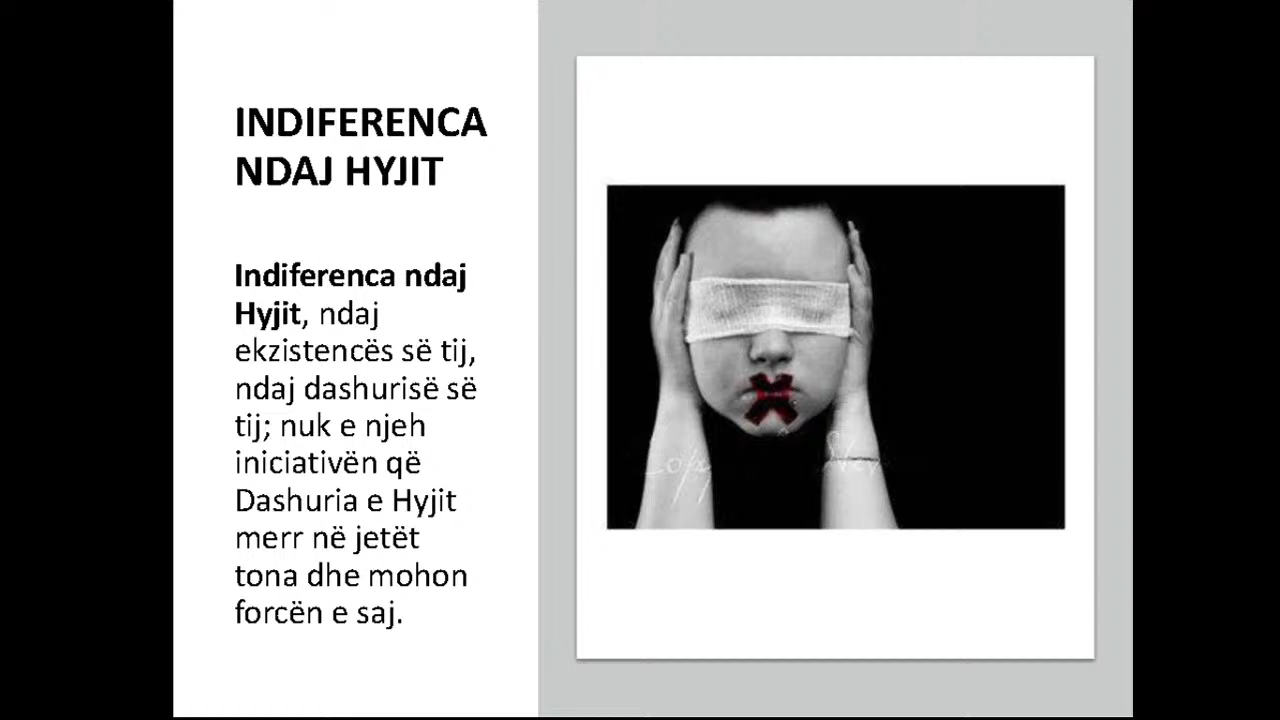 INDIFERENCA
NDAJ HYJIT
Indiferenca ndaj
Hyjit, ndaj
ekzistencës së tij,
ndaj dashurisë së
tij; nuk e njeh
iniciativën që
Dashuria e Hyjit
merr në jetët
tona dhe mohon
forcën e saj.